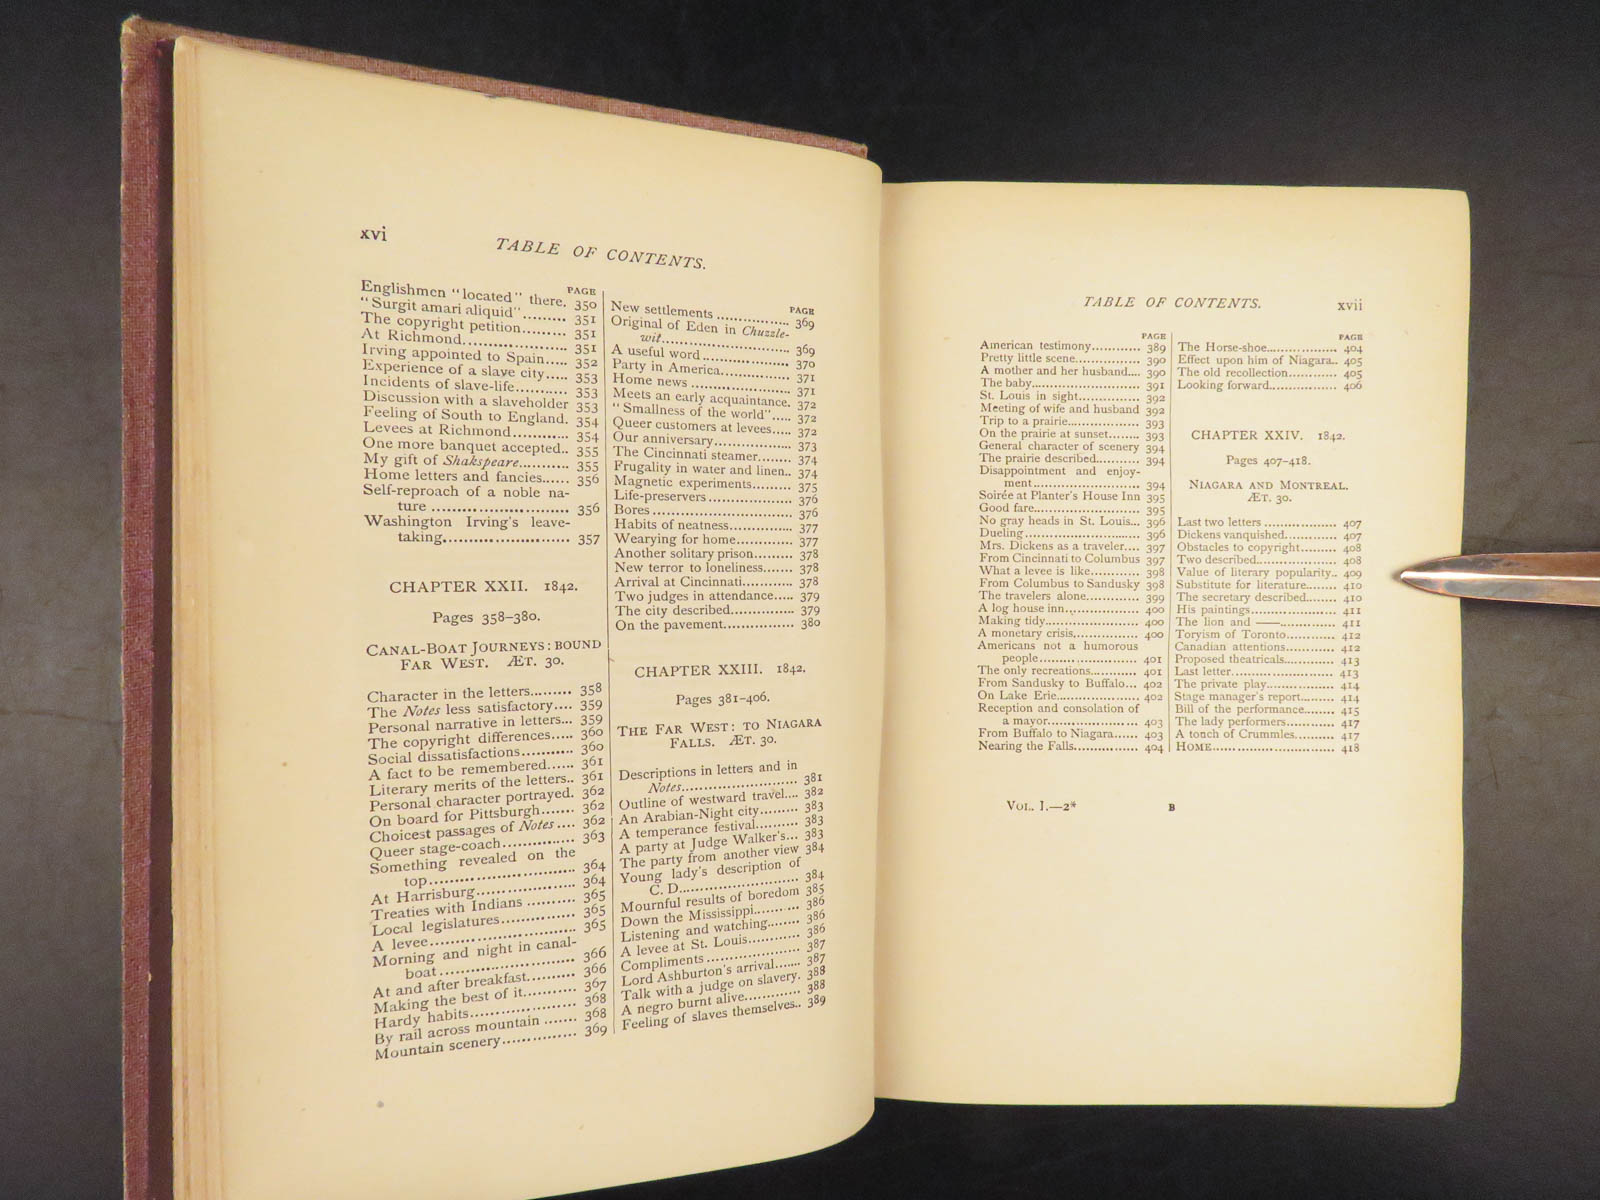 xvi
TABLE OF CONTENTS.
PAGE
Englishmen "located" there. 350
"Surgit amari aliquid"......... 351
The copyright petition......... 351
At Richmond..................... 351
Irving appointed to Spain..... 352
Experience of a slave city..... 353
Incidents of slave-life........... 353
Discussion with a slaveholder 353
Feeling of South to England. 354
Levees at Richmond........... 354
One more banquet accepted.. 355
My gift of Shakspeare........... 355
Home letters and fancies...... 356
Self-reproach of a noble na-
ture .......................... 356
Washington Irving's leave-
taking........................ 357
CHAPTER XXII. 1842.
Pages 358-380.
CANAL-BOAT JOURNEYS: BOUND
FAR WEST. ÆT. 30.
Character in the letters......... 358
The Notes less satisfactory.... 359
Personal narrative in letters... 359
The copyright differences..... 360
Social dissatisfactions........... 360
A fact to be remembered...... 361
Literary merits of the letters.. 361
Personal character portrayed. 362
On board for Pittsburgh....... 362
Choicest passages of Notes .... 362
Queer stage-coach............... 363
Something revealed on the
top............................ 364
At Harrisburg.................... 364
Treaties with Indians .......... 365
Local legislatures............... 365
A levee............................ 365
Morning and night in canal-
boat.......................... 366
At and after breakfast.......... 366
Making the best of it........... 367
Hardy habits..................... 368
By rail across mountain ....... 368
Mountain scenery............... 369
PAGE
New settlements ................ 369
Original of Eden in Chuzzle-
wit............................ 369
A useful word................... 370
Party in America............... 371
Home news ..................... 371
Meets an early acquaintance. 372
"Smallness of the world"..... 372
Queer customers at levees..... 372
Our anniversary................. 373
The Cincinnati steamer........ 374
Frugality in water and linen.. 374
Magnetic experiments......... 375
Life-preservers................... 376
Bores .............................. 376
Habits of neatness.............. 377
Wearying for home............ 377
Another solitary prison......... 378
New terror to loneliness....... 378
Arrival at Cincinnati............ 378
Two judges in attendance..... 379
The city described.............. 379
On the pavement................ 380
CHAPTER XXIII. 1842.
Pages 381-406.
THE FAR WEST: TO NIAGARA
FALLS. ÆT. 30.
Descriptions in letters and in
Notes......................... 381
Outline of westward travel.... 382
An Arabian-Night city......... 383
A temperance festival.......... 383
A party at Judge Walker's... 383
The party from another view 384
Young lady's description of
C. D.......................... 384
Mournful results of boredom 385
Down the Mississippi.......... 386
Listening and watching........ 386
A levee at St. Louis............ 386
Compliments .................... 387
Lord Ashburton's arrival....... 387
Talk with a judge on slavery. 388
A negro burnt alive............. 388
Feeling of slaves themselves.. 389
TABLE OF CONTENTS.
xvii
PAGE
American testimony............ 389
Pretty little scene............... 390
A mother and her husband.... 390
The baby......................... 391
St. Louis in sight............... 392
Meeting of wife and husband 392
Trip to a prairie................. 393
On the prairie at sunset........ 393
General character of scenery 394
The prairie described........... 394
Disappointment and enjoy-
ment.......................... 394
Soirée at Planter's House Inn 395
Good fare......................... 395
No gray heads in St. Louis... 396
Dueling........................... 396
Mrs. Dickens as a traveler.... 397
From Cincinnati to Columbus 397
What a levee is like............ 398
From Columbus to Sandusky 398
The travelers alone............. 399
A log house inn................. 400
Making tidy...................... 400
A monetary crisis............... 400
Americans not a humorous
people........................ 401
The only recreations............ 401
From Sandusky to Buffalo... 402
On Lake Erie.................... 402
Reception and consolation of
a mayor...................... 403
From Buffalo to Niagara...... 403
Nearing the Falls............... 404
PAGE
The Horse-shoe................. 404
Effect upon him of Niagara.. 405
The old recollection............ 405
Looking forward................ 406
CHAPTER XXIV. 1842.
Pages 407-418.
NIAGARA AND MONTREAL.
ÆT. 30.
Last two letters .................. 407
Dickens vanquished............. 407
Obstacles to copyright......... 408
Two described................... 408
Value of literary popularity.. 409
Substitute for literature........ 410
The secretary described....... 410
His paintings..................... 411
The lion and ——.............. 411
Toryism of Toronto............ 412
Canadian attentions............ 412
Proposed theatricals............ 413
Last letter......................... 413
The private play................. 414
Stage manager's report........ 414
Bill of the performance........ 415
The lady performers............ 417
A touch of Crummles.......... 417
HOME.............................. 418
VOL. I.—2*
B